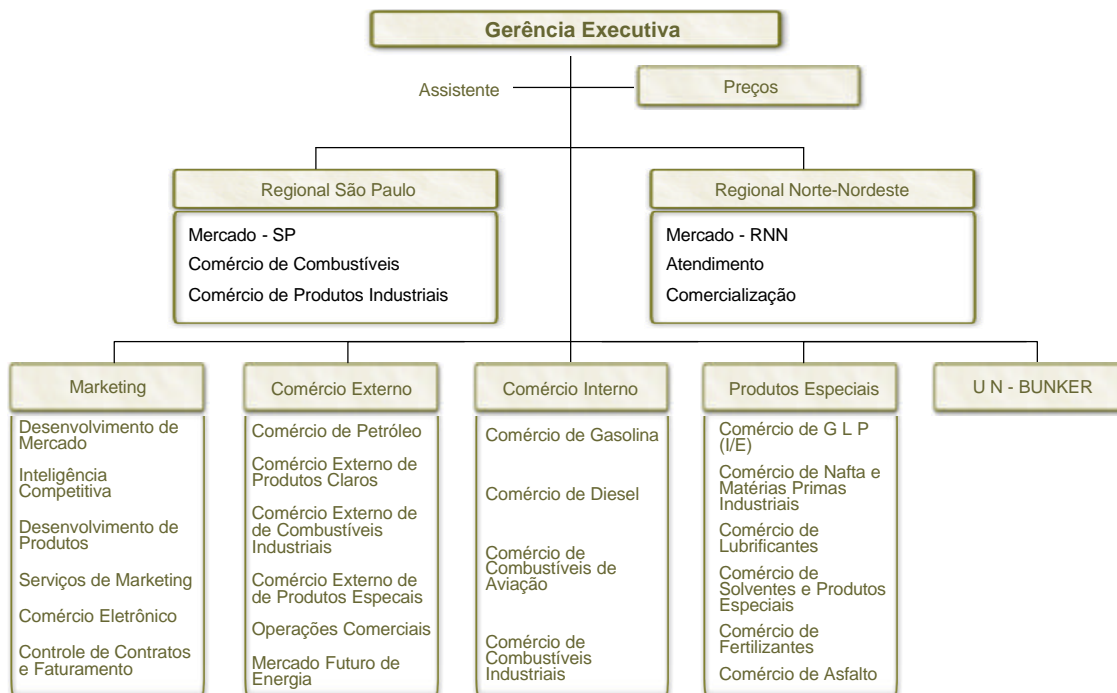 Gerência Executiva
Assistente
Preços
Regional São Paulo
Mercado - SP
Comércio de Combustíveis
Comércio de Produtos Industriais
Regional Norte-Nordeste
Mercado - RNN
Atendimento
Comercialização
Marketing
Desenvolvimento de
Mercado
Inteligência
Competitiva
Desenvolvimento de
Produtos
Serviços de Marketing
Comércio Eletrônico
Controle de Contratos
e Faturamento
Comércio Externo
Comércio de Petróleo
Comércio Externo de
Produtos Claros
Comércio Externo de
de Combustíveis
Industriais
Comércio Externo de
de Produtos Especais
Operações Comerciais
Mercado Futuro de
Energia
Comércio Interno
Comércio de Gasolina
Comércio de Diesel
Comércio de
Combustíveis de
Aviação
Comércio de
Combustíveis
Industriais
Produtos Especiais
Comércio de G L P
(I/E)
Comércio de Nafta e
Matérias Primas
Industriais
Comércio de
Lubrificantes
Comércio de
Solventes e Produtos
Especiais
Comércio de
Fertilizantes
Comércio de Asfalto
U N - BUNKER